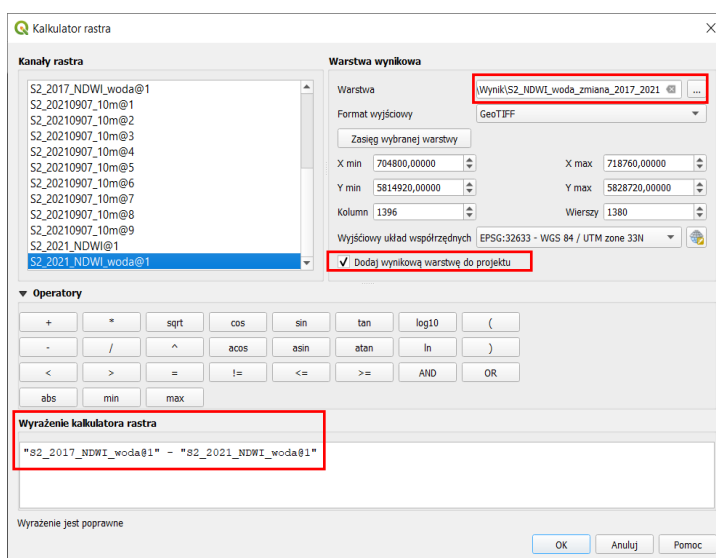 Kalkulator rastra
Kanały rastra
S2_2017_NDWI_woda@1
S2_20210907_10m@1
S2_20210907_10m@2
S2_20210907_10m@3
S2_20210907_10m@4
S2_20210907_10m@5
S2_20210907_10m@6
S2_20210907_10m@7
S2_20210907_10m@8
S2_20210907_10m@9
S2_2021_NDWI@1
S2_2021_NDWI_woda@1
Warstwa wynikowa
Warstwa \Wynik\S2_NDWI_woda_zmiana_2017_2021 ...
Format wyjściowy GeoTIFF
Zasięg wybranej warstwy
X min 704800,00000 X max 718760,00000
Y min 5814920,00000 Y max 5828720,00000
Kolumn 1396 Wierszy 1380
Wyjściowy układ współrzędnych EPSG:32633 - WGS 84 / UTM zone 33N
Dodaj wynikową warstwę do projektu
Operatory
+ * sqrt cos sin tan log10 (
- / ^ acos asin atan ln )
< > = != <= >= AND OR
abs min max
Wyrażenie kalkulatora rastra
"S2_2017_NDWI_woda@1" - "S2_2021_NDWI_woda@1"
Wyrażenie jest poprawne
OK Anuluj Pomoc